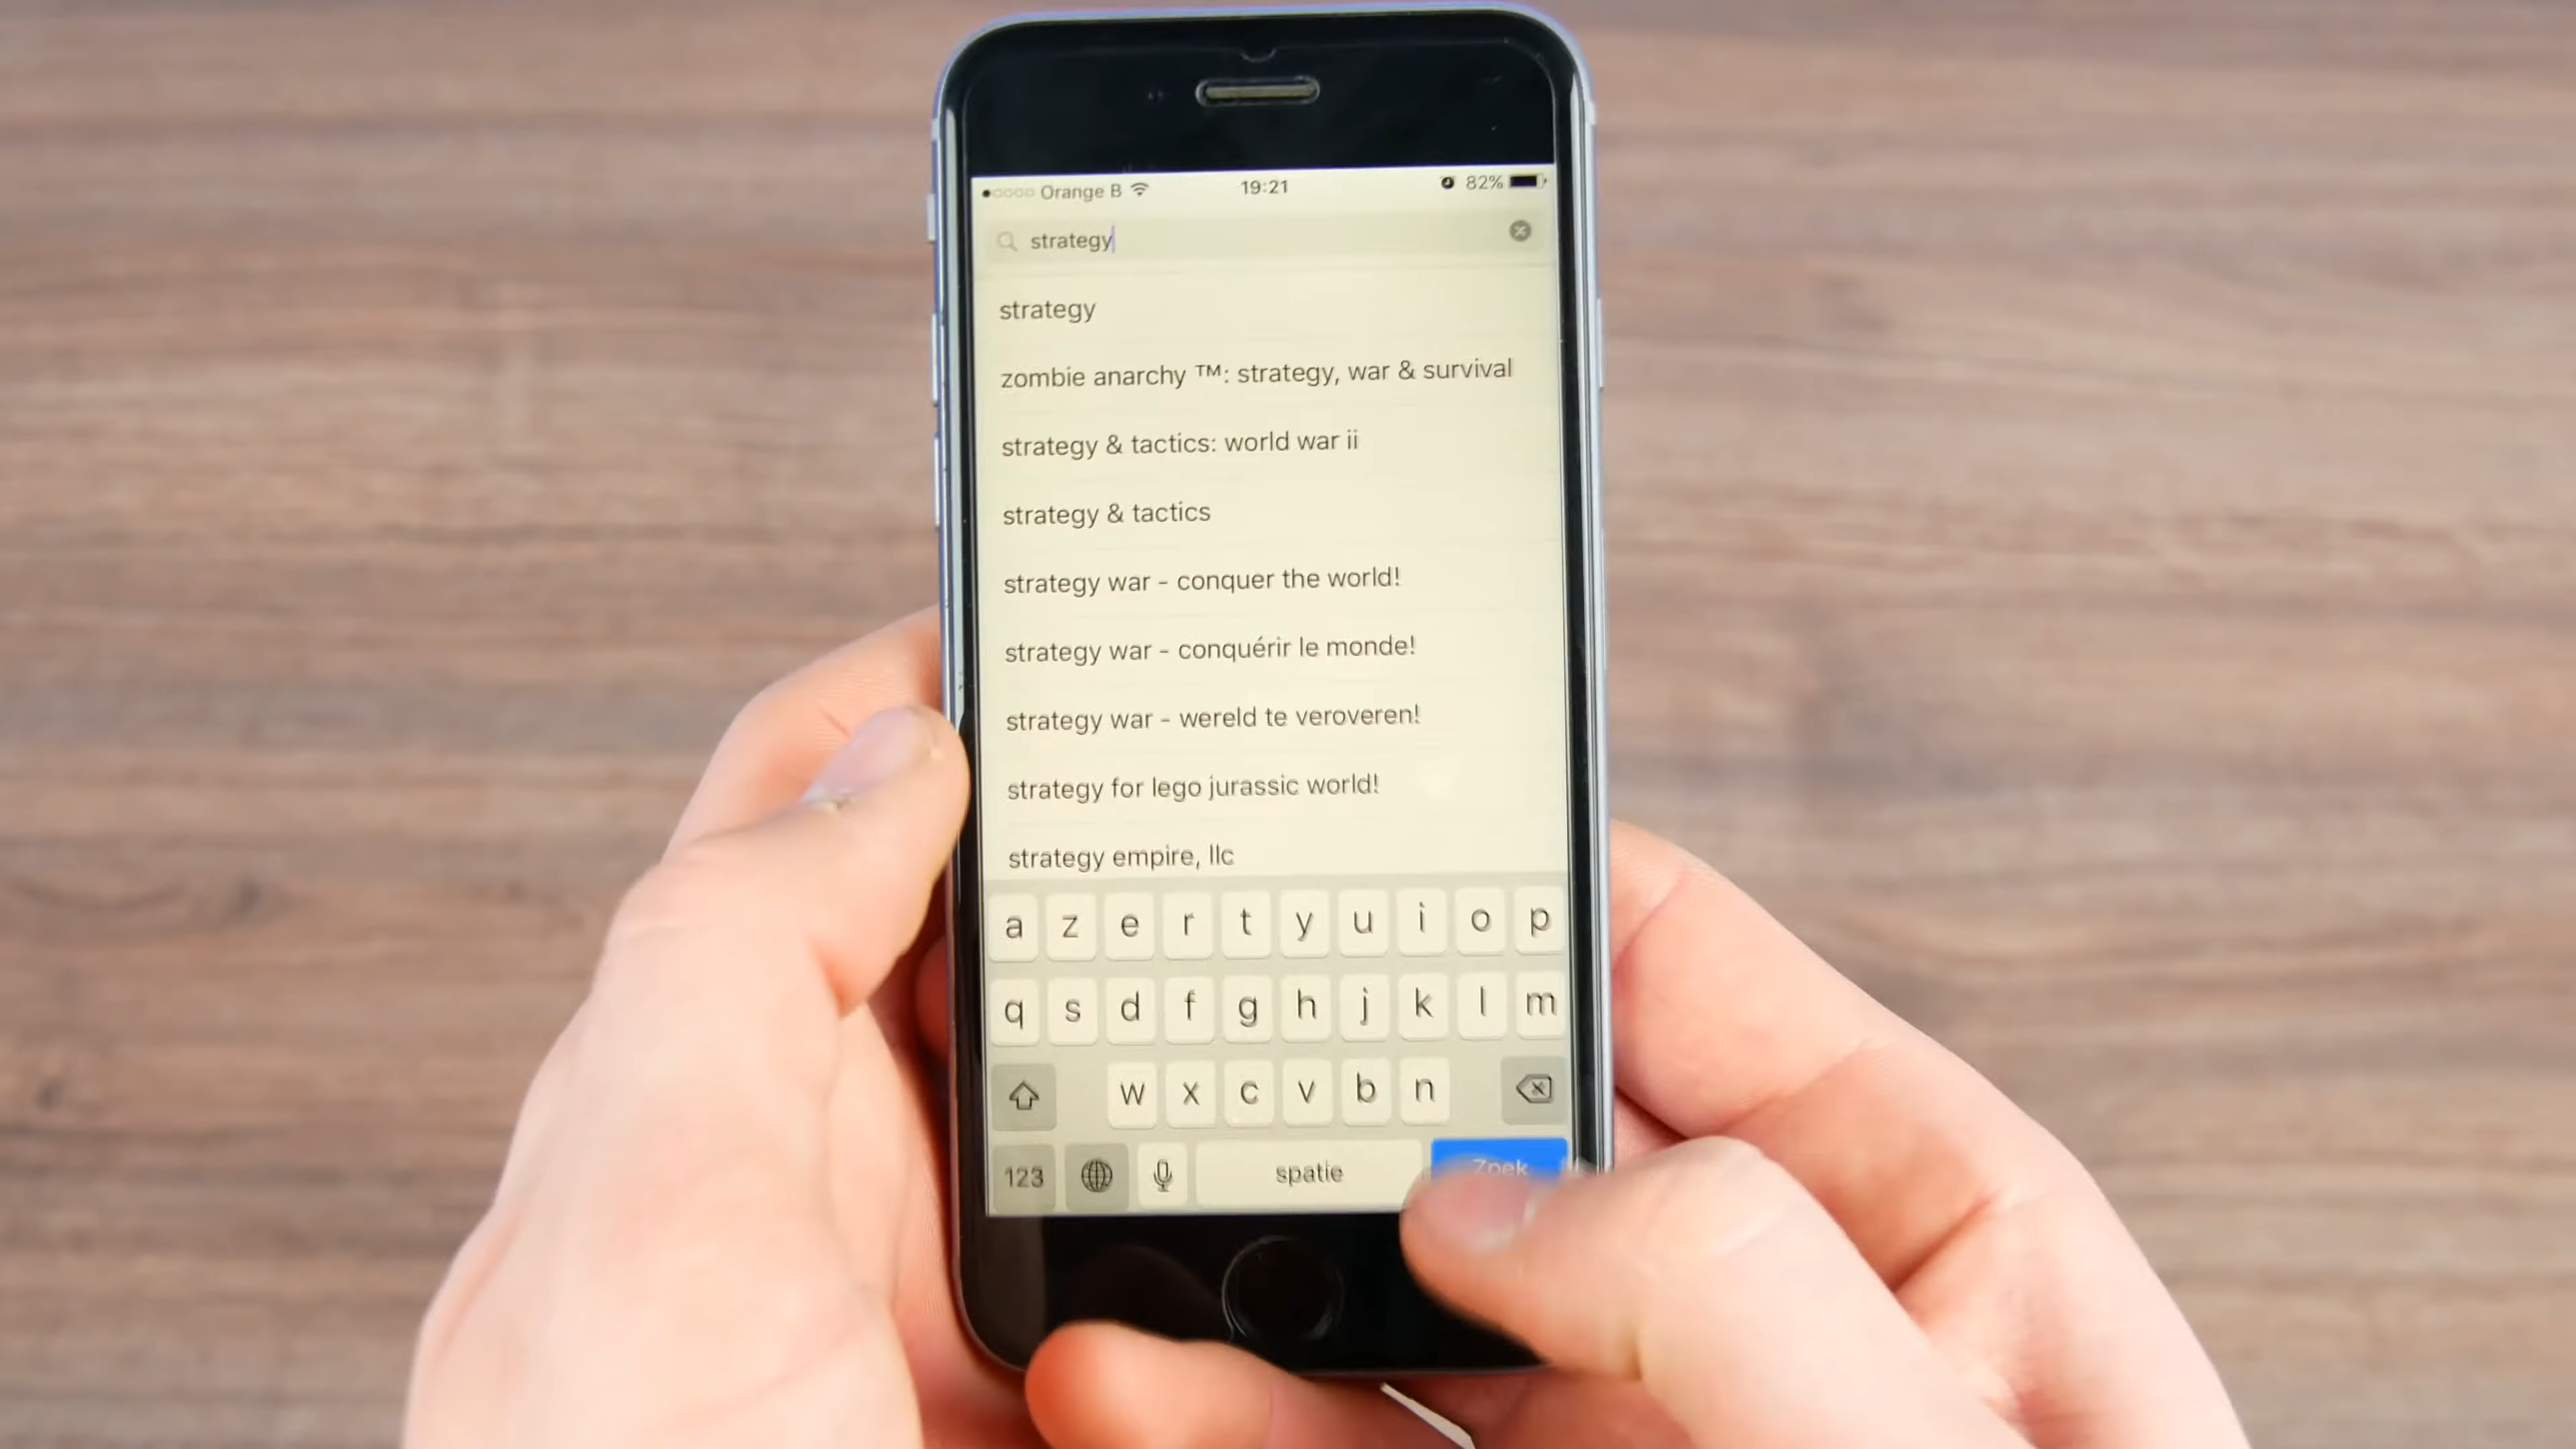 Orange B 19:21 82%
strategy
strategy
zombie anarchy ™: strategy, war & survival
strategy & tactics: world war ii
strategy & tactics
strategy war - conquer the world!
strategy war - conquérir le monde!
strategy war - wereld te veroveren!
strategy for lego jurassic world!
strategy empire, llc
a z e r t y u i o p
q s d f g h j k l m
w x c v b n
123 spatie Zoek